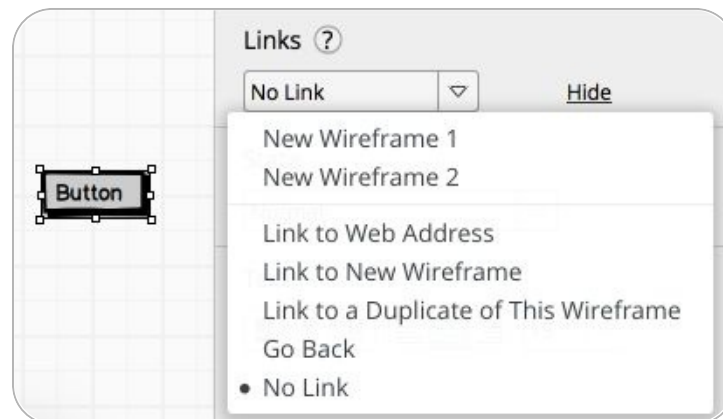 Links ?
No Link
Hide
Button
New Wireframe 1
New Wireframe 2
Link to Web Address
Link to New Wireframe
Link to a Duplicate of This Wireframe
Go Back
• No Link